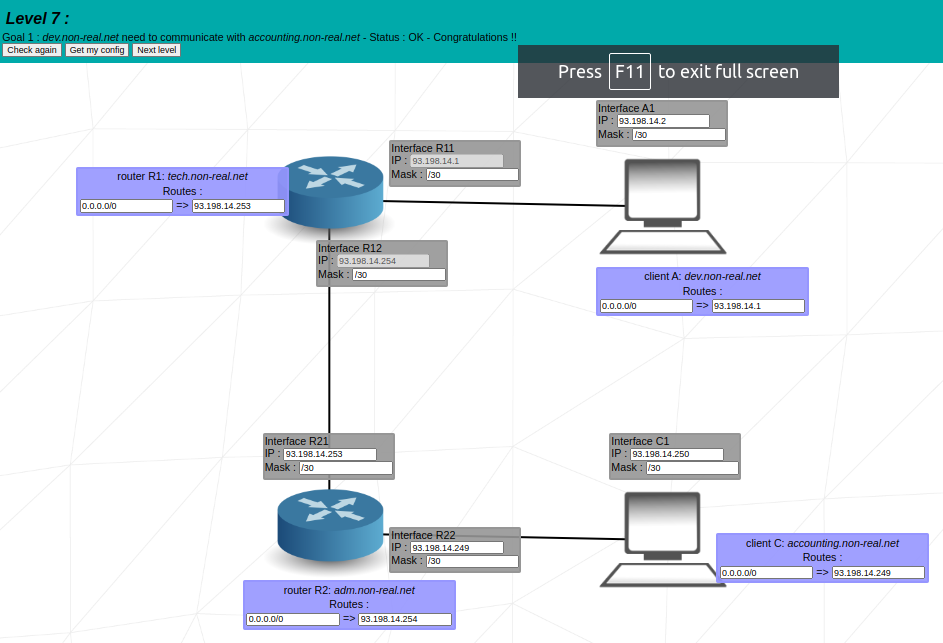 Level 7 :
Goal 1 : dev.non-real.net need to communicate with accounting.non-real.net - Status : OK - Congratulations !!
Check again Get my config Next level
Press F11 to exit full screen
Interface A1
IP : 93.198.14.2
Mask : /30
Interface R11
IP : 93.198.14.1
Mask : /30
router R1: tech.non-real.net
Routes :
0.0.0.0/0 => 93.198.14.253
Interface R12
IP : 93.198.14.254
Mask : /30
client A: dev.non-real.net
Routes :
0.0.0.0/0 => 93.198.14.1
Interface R21
IP : 93.198.14.253
Mask : /30
Interface C1
IP : 93.198.14.250
Mask : /30
Interface R22
IP : 93.198.14.249
Mask : /30
client C: accounting.non-real.net
Routes :
0.0.0.0/0 => 93.198.14.249
router R2: adm.non-real.net
Routes :
0.0.0.0/0 => 93.198.14.254